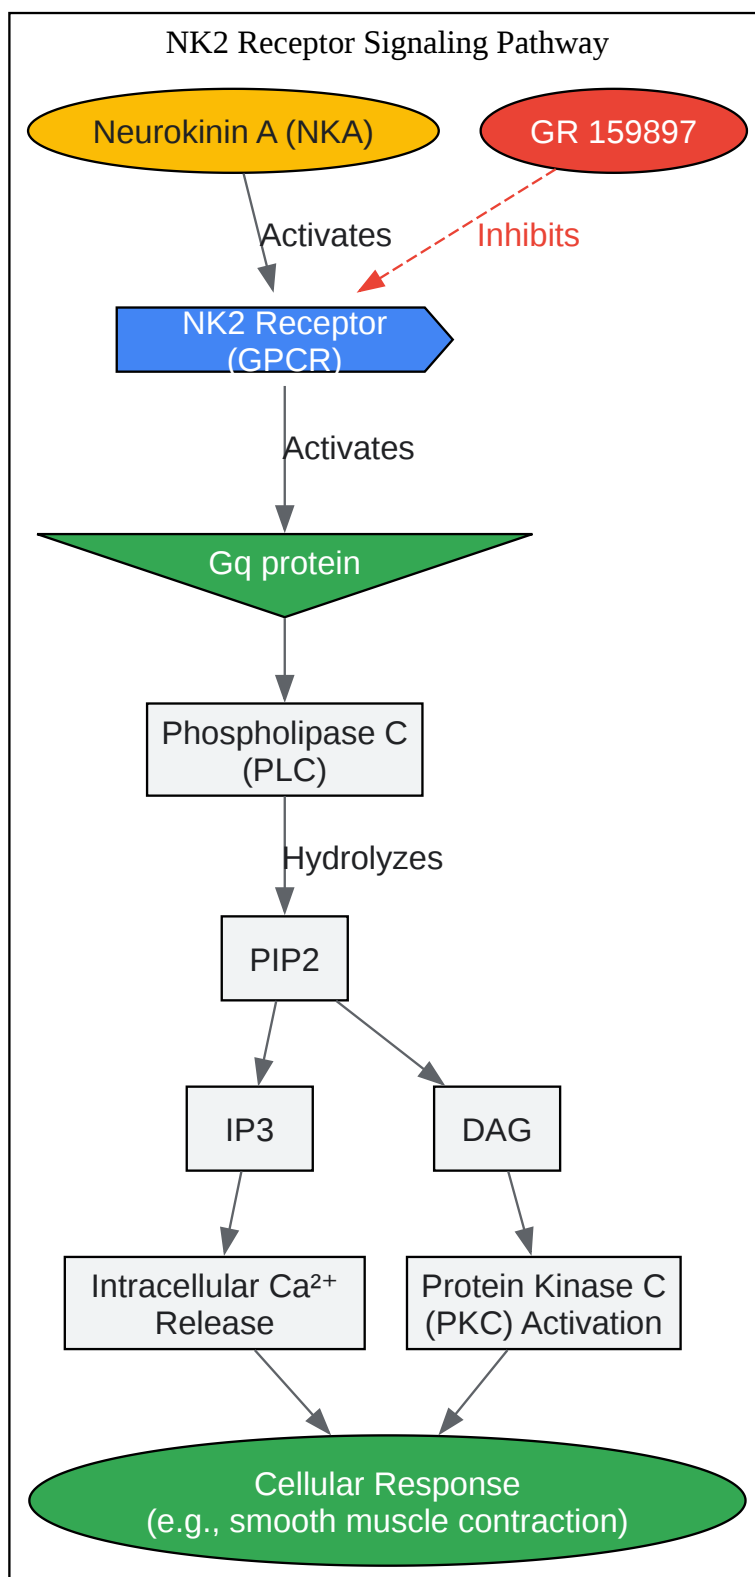 NK2 Receptor Signaling Pathway
Neurokinin A (NKA)
GR 159897
Activates
Inhibits
NK2 Receptor
(GPCR)
Activates
Gq protein
Phospholipase C
(PLC)
Hydrolyzes
PIP2
IP3
DAG
Intracellular Ca²⁺
Release
Protein Kinase C
(PKC) Activation
Cellular Response
(e.g., smooth muscle contraction)